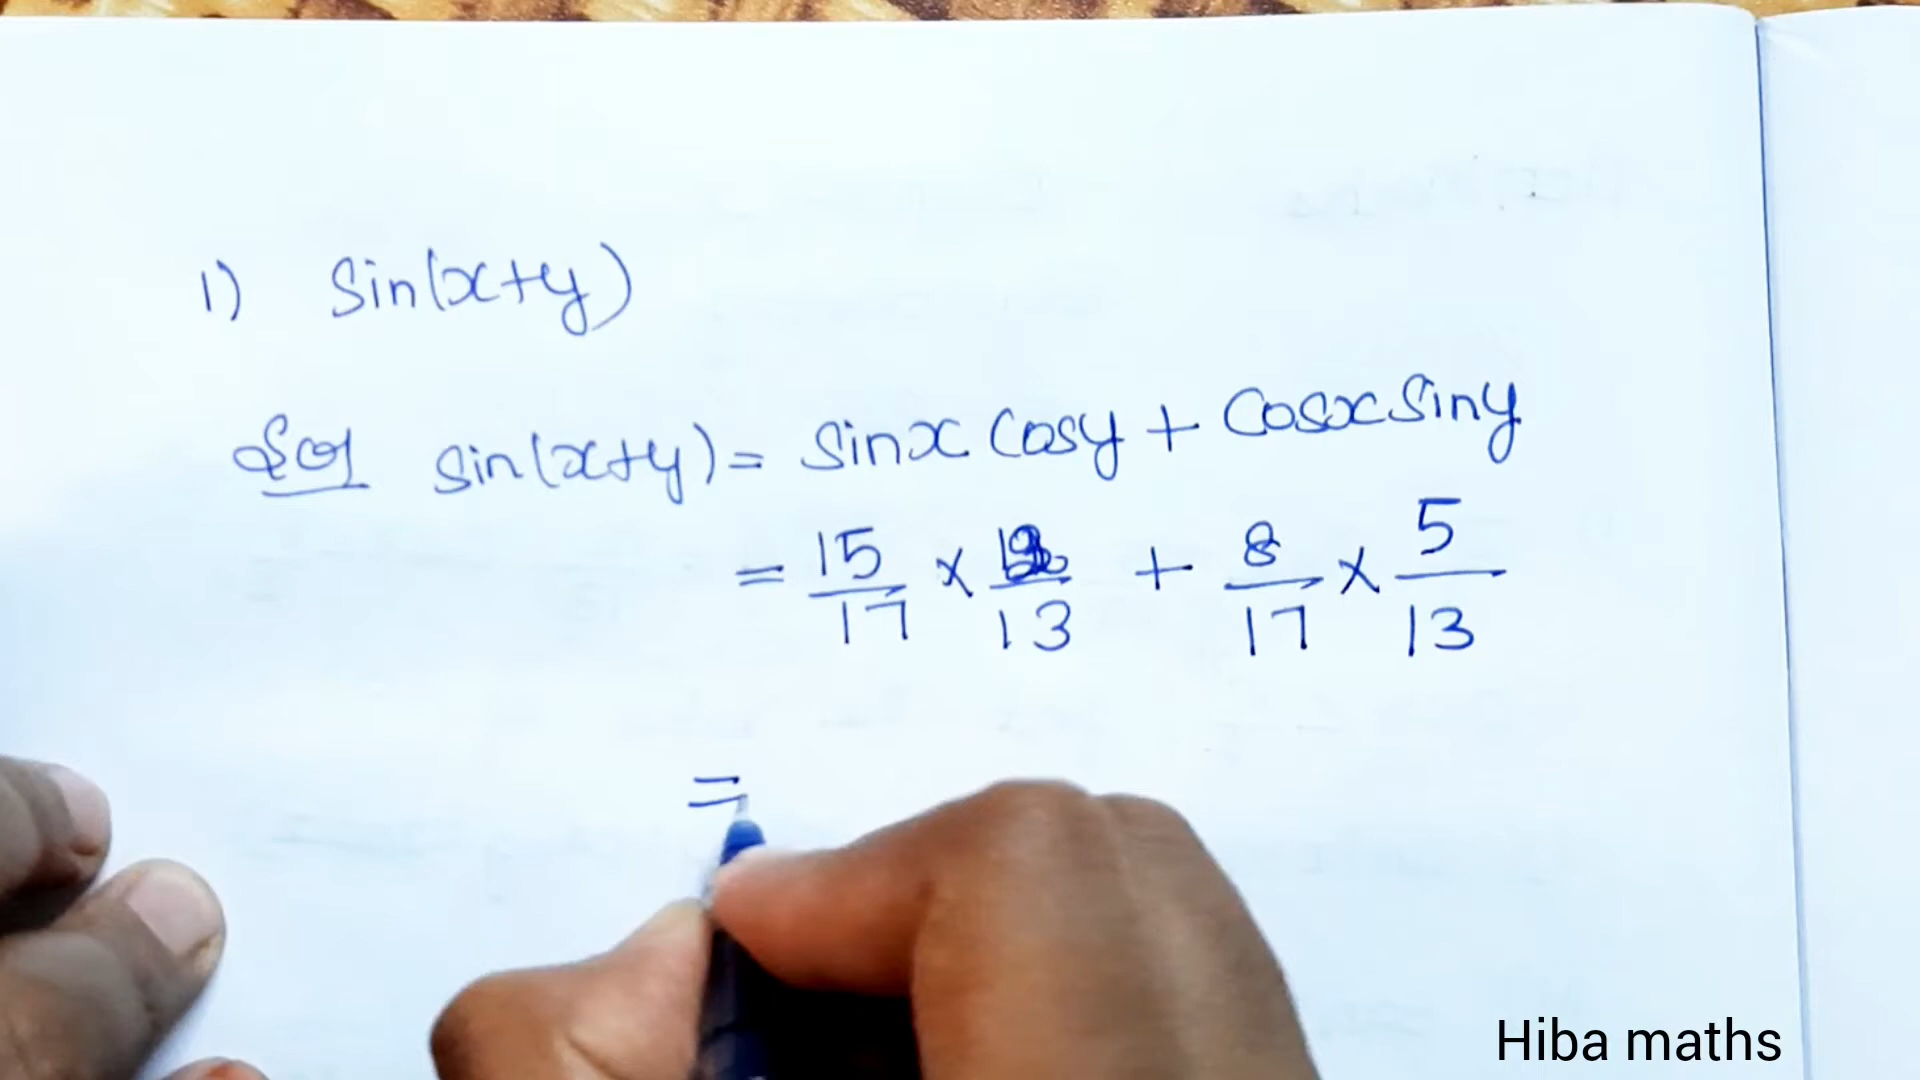 1) Sin(x+y)
Sol Sin(x+y) = Sinx Cosy + Cosx Siny
= 15/17 × 12/13 + 8/17 × 5/13
=
Hiba maths